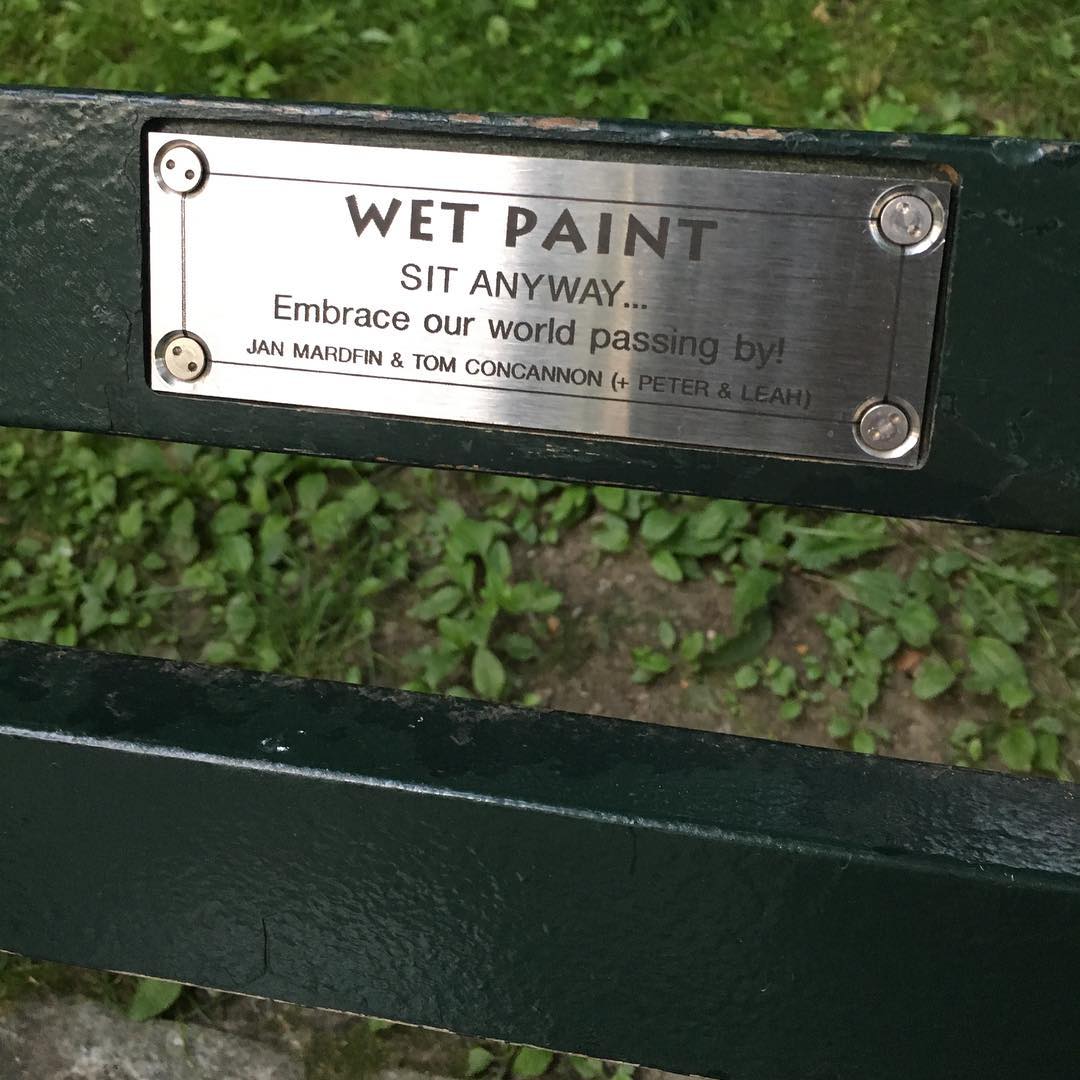 WET PAINT
SIT ANYWAY...
Embrace our world passing by!
JAN MARDFIN & TOM CONCANNON (+ PETER & LEAH)